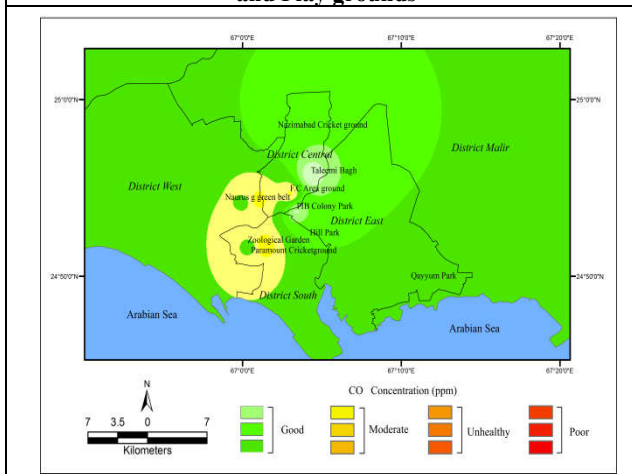 and Play grounds
67°0'0"E
67°10'0"E
67°20'0"E
25°0'0"N
25°0'0"N
Nazimabad Cricket ground
District Central
District Malir
Taleemi Bagh
District West
F.C Area ground
Naurus g green belt
PIB Colony Park
District East
Hill Park
Zoological Garden
Paramount Cricketground
24°50'0"N
Qayyum Park
24°50'0"N
District South
Arabian Sea
Arabian Sea
67°0'0"E
67°10'0"E
67°20'0"E
N
CO Concentration (ppm)
7 3.5 0 7
Kilometers
Good
Moderate
Unhealthy
Poor